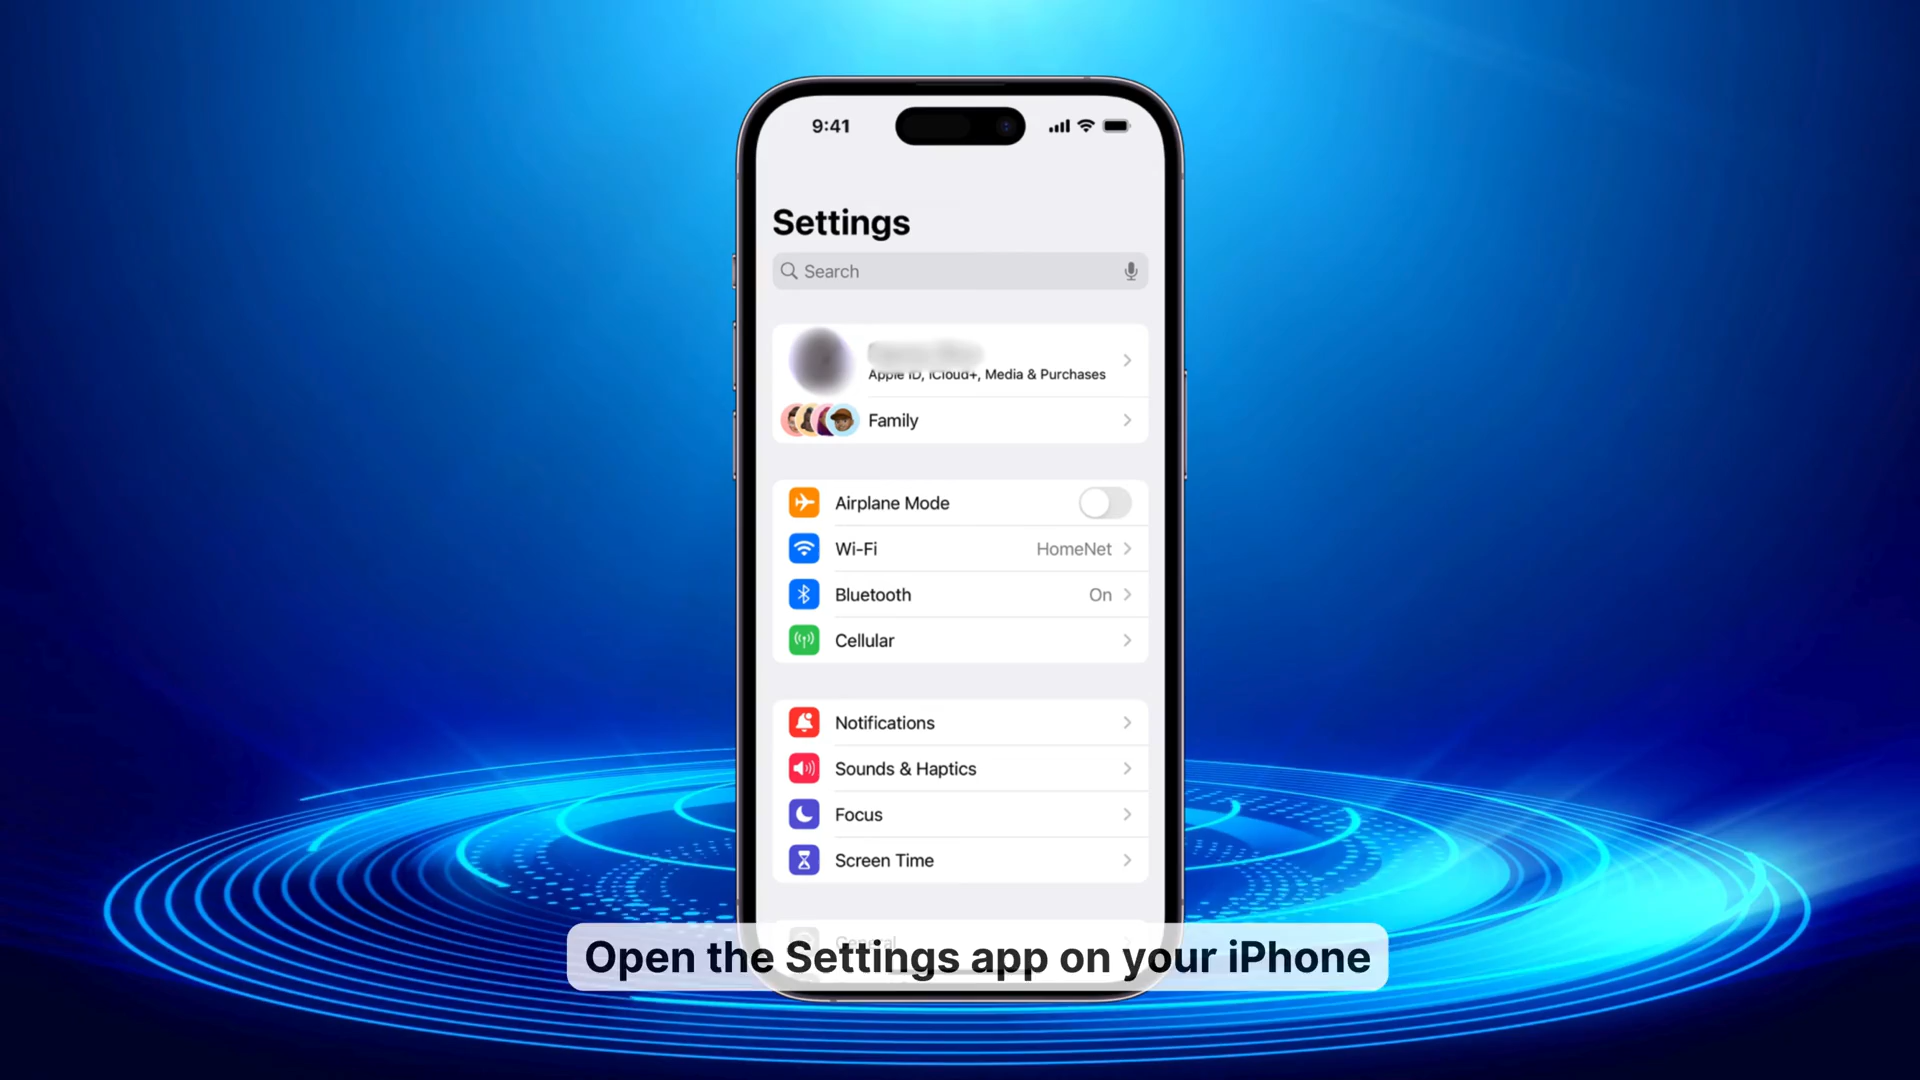 9:41
Settings
Search
Apple ID, iCloud+, Media & Purchases
Family
Airplane Mode
Wi-Fi HomeNet
Bluetooth On
Cellular
Notifications
Sounds & Haptics
Focus
Screen Time
General
Open the Settings app on your iPhone